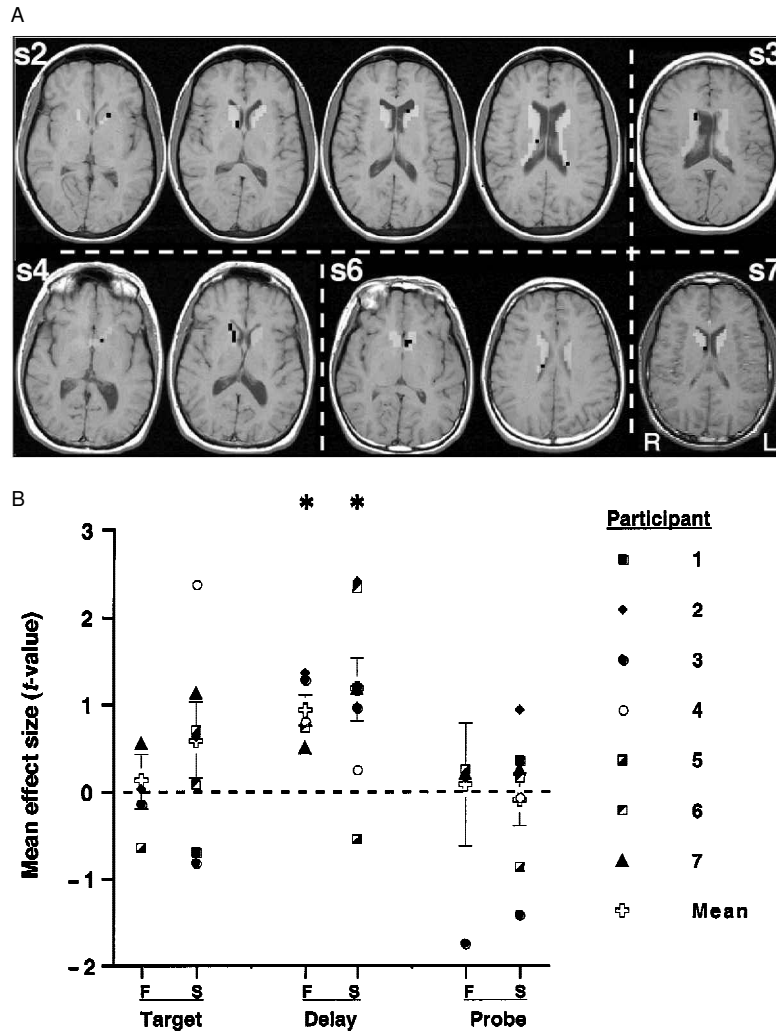 A
s2
s3
s4
s6
s7
R
L
B
* *
3
2
1
0
-1
-2
Mean effect size (t-value)
F S F S F S
Target Delay Probe
Participant
1
2
3
4
5
6
7
Mean